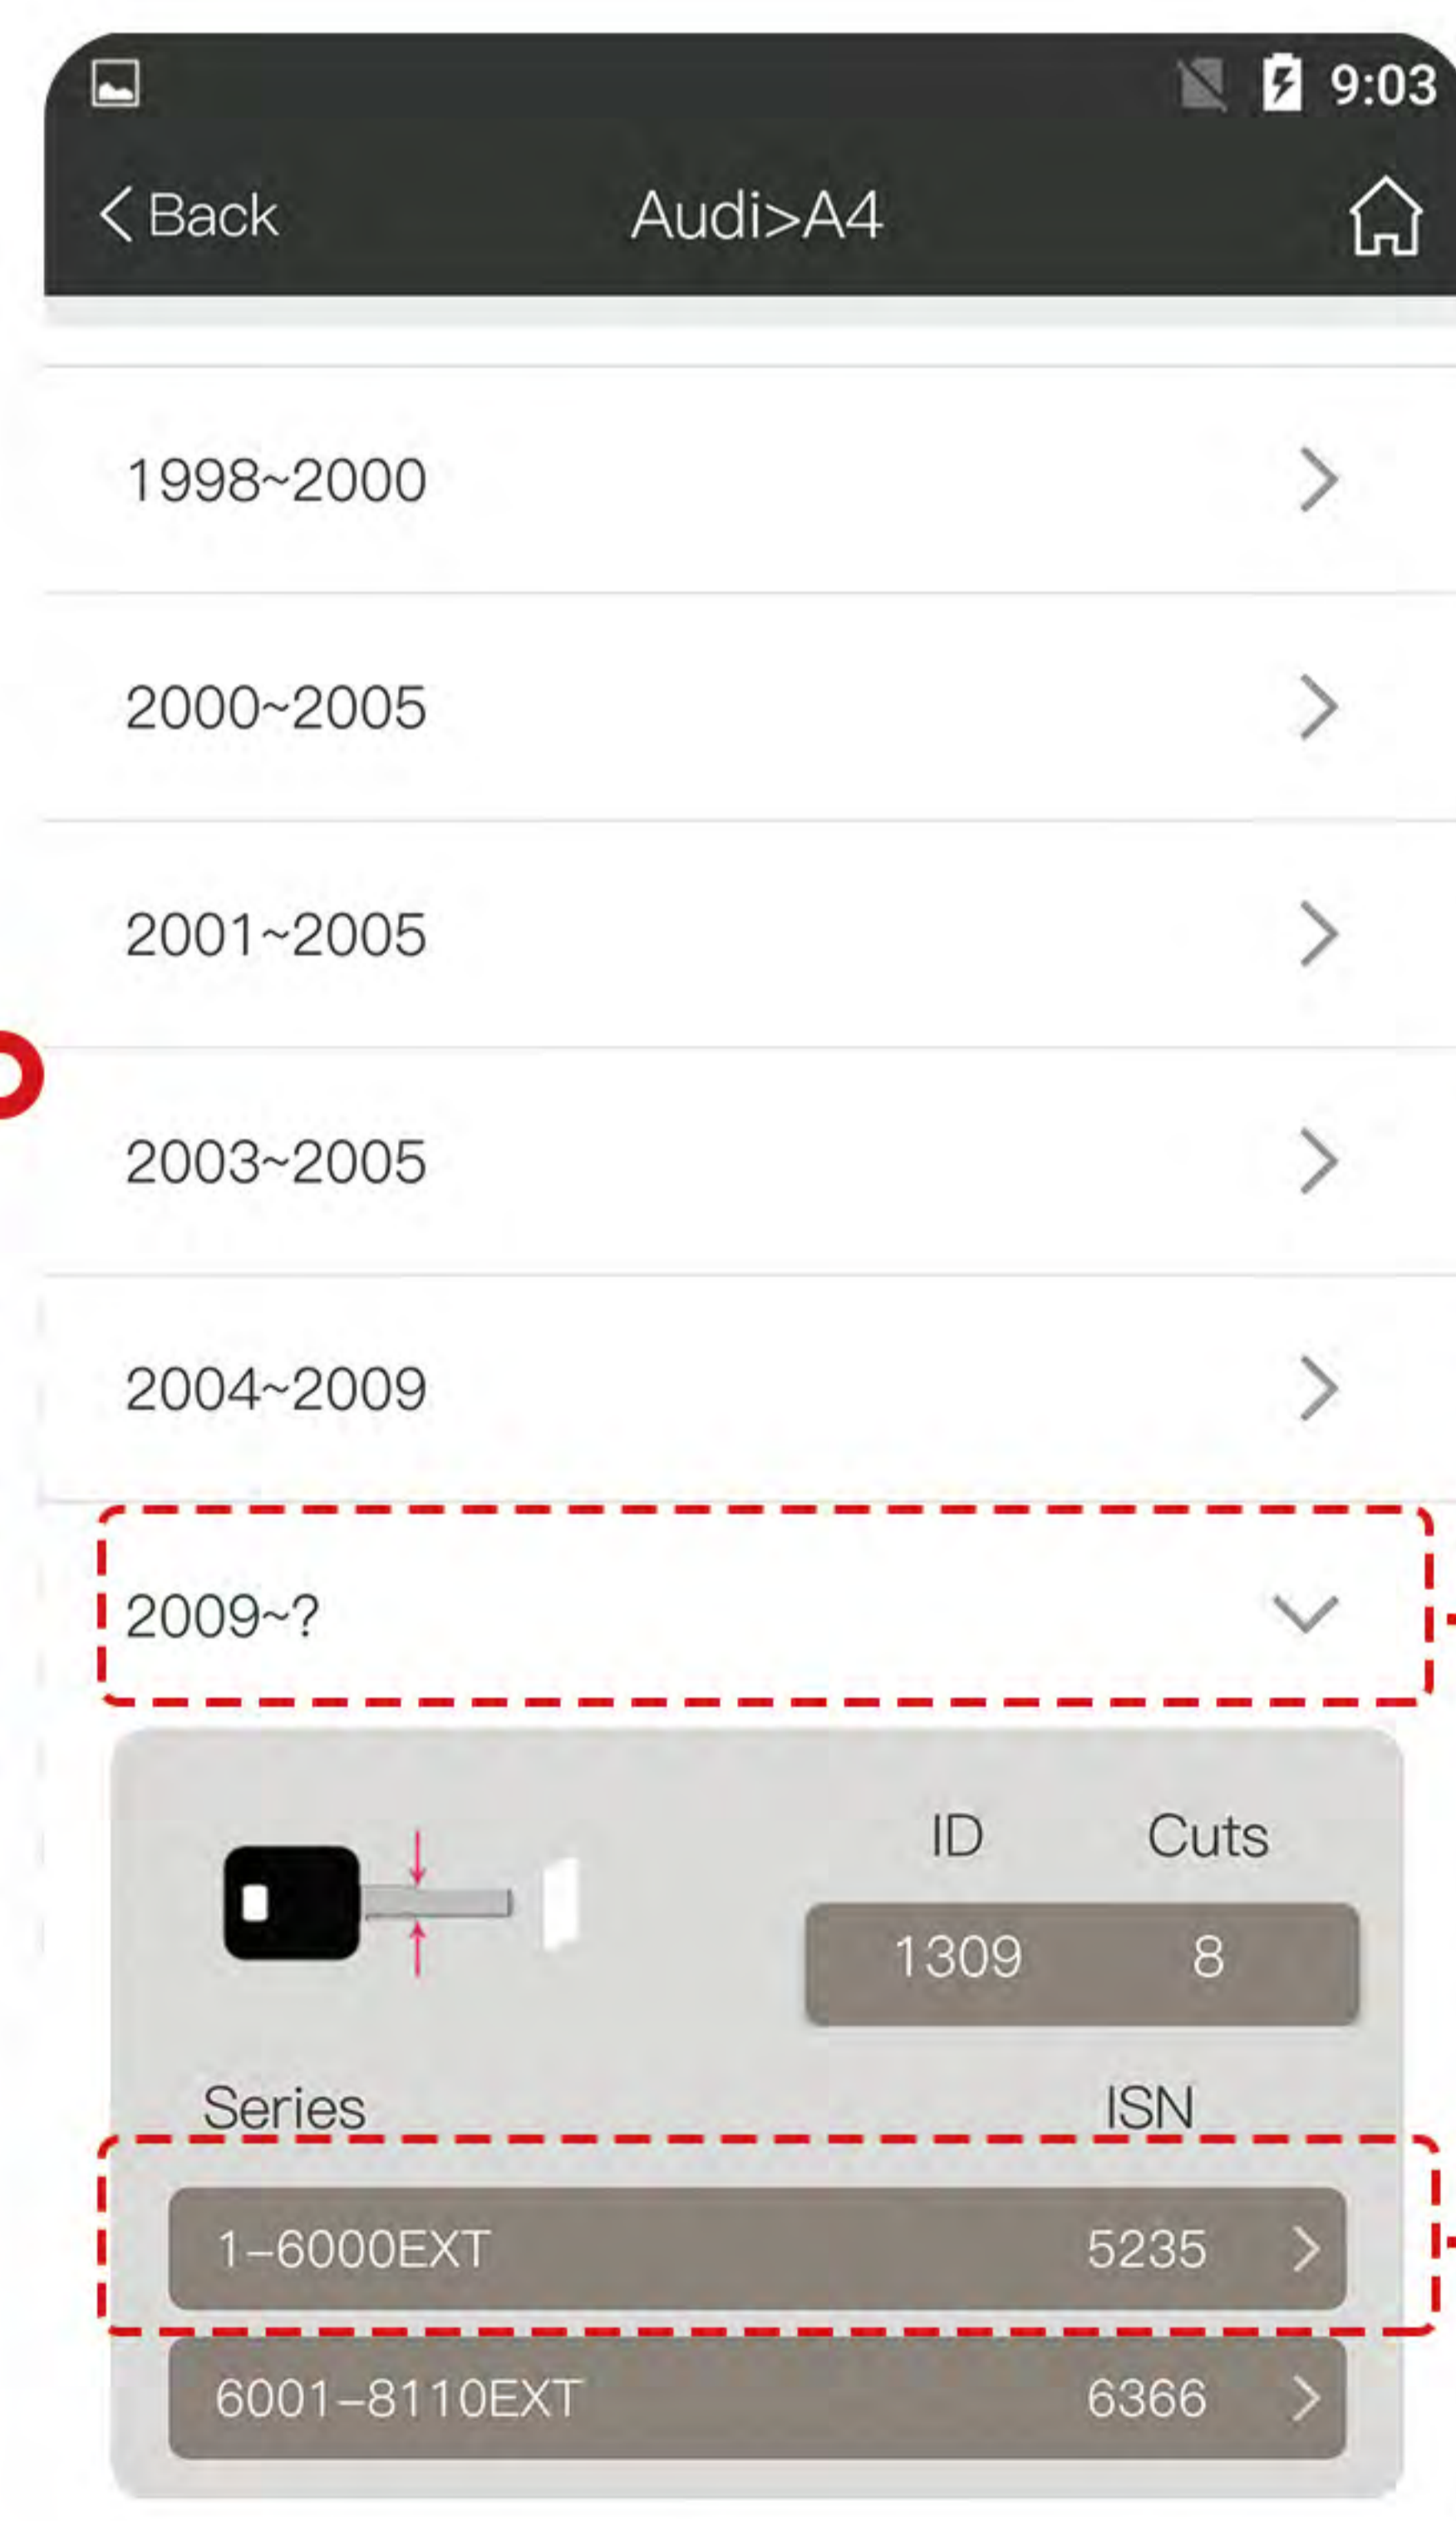 9:03
Back Audi>A4
1998~2000
2000~2005
2001~2005
2003~2005
2004~2009
2009~?
ID Cuts
1309 8
Series ISN
1-6000EXT 5235
6001-8110EXT 6366